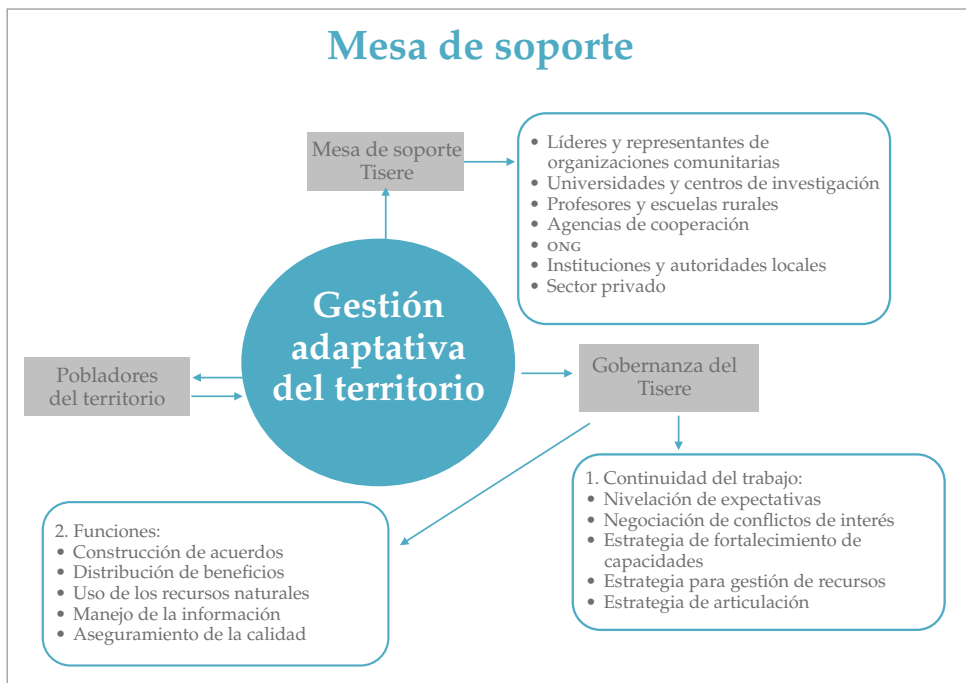 Mesa de soporte
Mesa de soporte
Tisere
• Líderes y representantes de
organizaciones comunitarias
• Universidades y centros de investigación
• Profesores y escuelas rurales
• Agencias de cooperación
• ONG
• Instituciones y autoridades locales
• Sector privado
Gestión
adaptativa
del territorio
Pobladores
del territorio
Gobernanza del
Tisere
1. Continuidad del trabajo:
• Nivelación de expectativas
• Negociación de conflictos de interés
• Estrategia de fortalecimiento de
capacidades
• Estrategia para gestión de recursos
• Estrategia de articulación
2. Funciones:
• Construcción de acuerdos
• Distribución de beneficios
• Uso de los recursos naturales
• Manejo de la información
• Aseguramiento de la calidad